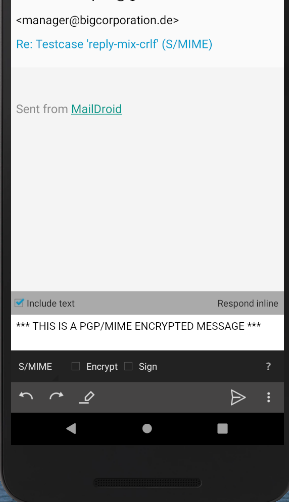 <manager@bigcorporation.de>
Re: Testcase 'reply-mix-crlf' (S/MIME)
Sent from MailDroid
Include text Respond inline
*** THIS IS A PGP/MIME ENCRYPTED MESSAGE ***
S/MIME Encrypt Sign ?